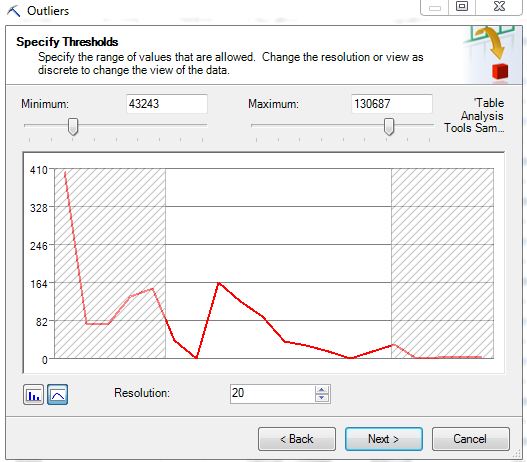 Outliers
Specify Thresholds
Specify the range of values that are allowed. Change the resolution or view as
discrete to change the view of the data.
Minimum: 43243 Maximum: 130687 'Table
Analysis
Tools Sam...
410
328
246
164
82
0
Resolution: 20
< Back Next > Cancel